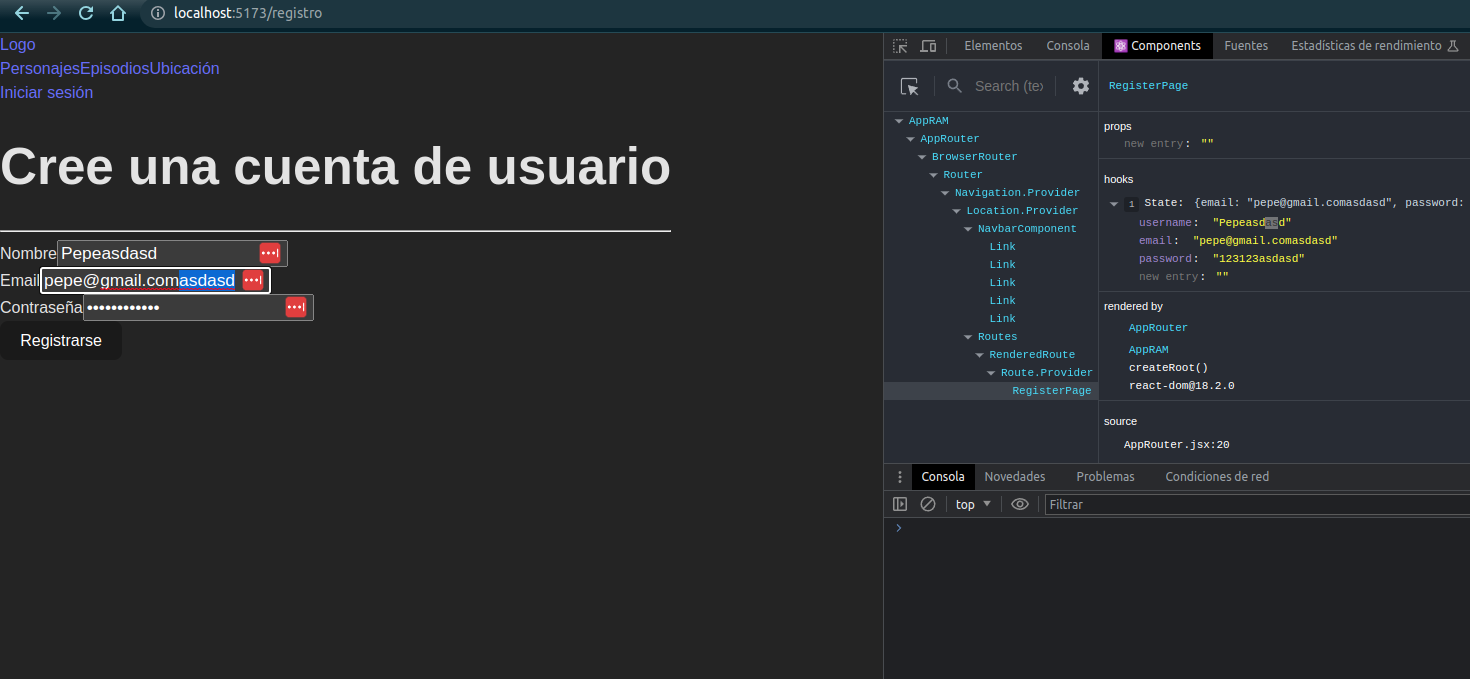 localhost:5173/registro
Logo
PersonajesEpisodiosUbicación
Iniciar sesión
Cree una cuenta de usuario
Nombre Pepeasdasd
Email pepe@gmail.comasdasd
Contraseña ••••••••••••
Registrarse
Elementos Consola Components Fuentes Estadísticas de rendimiento
Search (tex
AppRAM
AppRouter
BrowserRouter
Router
Navigation.Provider
Location.Provider
NavbarComponent
Link
Link
Link
Link
Link
Routes
RenderedRoute
Route.Provider
RegisterPage
RegisterPage
props
new entry: ""
hooks
1 State: {email: "pepe@gmail.comasdasd", password:
username: "Pepeasdasd"
email: "pepe@gmail.comasdasd"
password: "123123asdasd"
new entry: ""
rendered by
AppRouter
AppRAM
createRoot()
react-dom@18.2.0
source
AppRouter.jsx:20
Consola Novedades Problemas Condiciones de red
top Filtrar